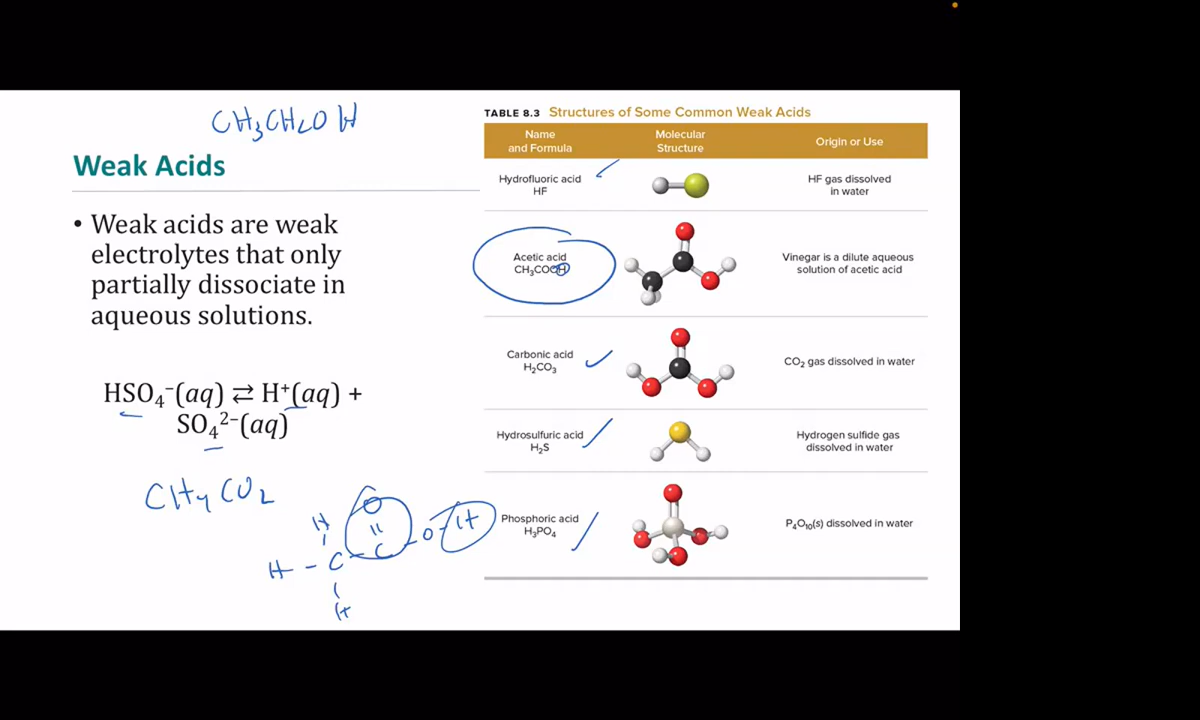 CH₃CH₂OH
Weak Acids
• Weak acids are weak
electrolytes that only
partially dissociate in
aqueous solutions.
HSO₄⁻(aq) ⇄ H⁺(aq) +
SO₄²⁻(aq)
CH₄ CO₂
O
H
H - C - C - O - H
H
TABLE 8.3 Structures of Some Common Weak Acids
Name and Formula Molecular Structure Origin or Use
Hydrofluoric acid
HF
HF gas dissolved
in water
Acetic acid
CH₃COOH
Vinegar is a dilute aqueous
solution of acetic acid
Carbonic acid
H₂CO₃
CO₂ gas dissolved in water
Hydrosulfuric acid
H₂S
Hydrogen sulfide gas
dissolved in water
Phosphoric acid
H₃PO₄
P₄O₁₀(s) dissolved in water